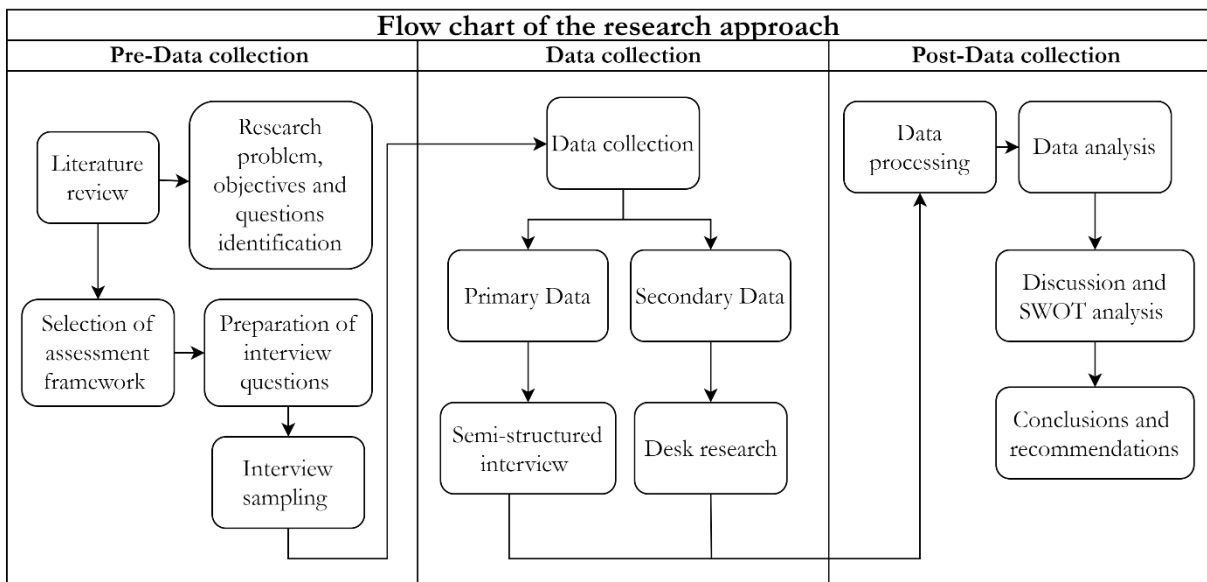 Flow chart of the research approach
Pre-Data collection
Data collection
Post-Data collection
Literature
review
Research
problem,
objectives and
questions
identification
Selection of
assessment
framework
Preparation of
interview
questions
Interview
sampling
Data collection
Primary Data
Secondary Data
Semi-structured
interview
Desk research
Data
processing
Data analysis
Discussion and
SWOT analysis
Conclusions and
recommendations